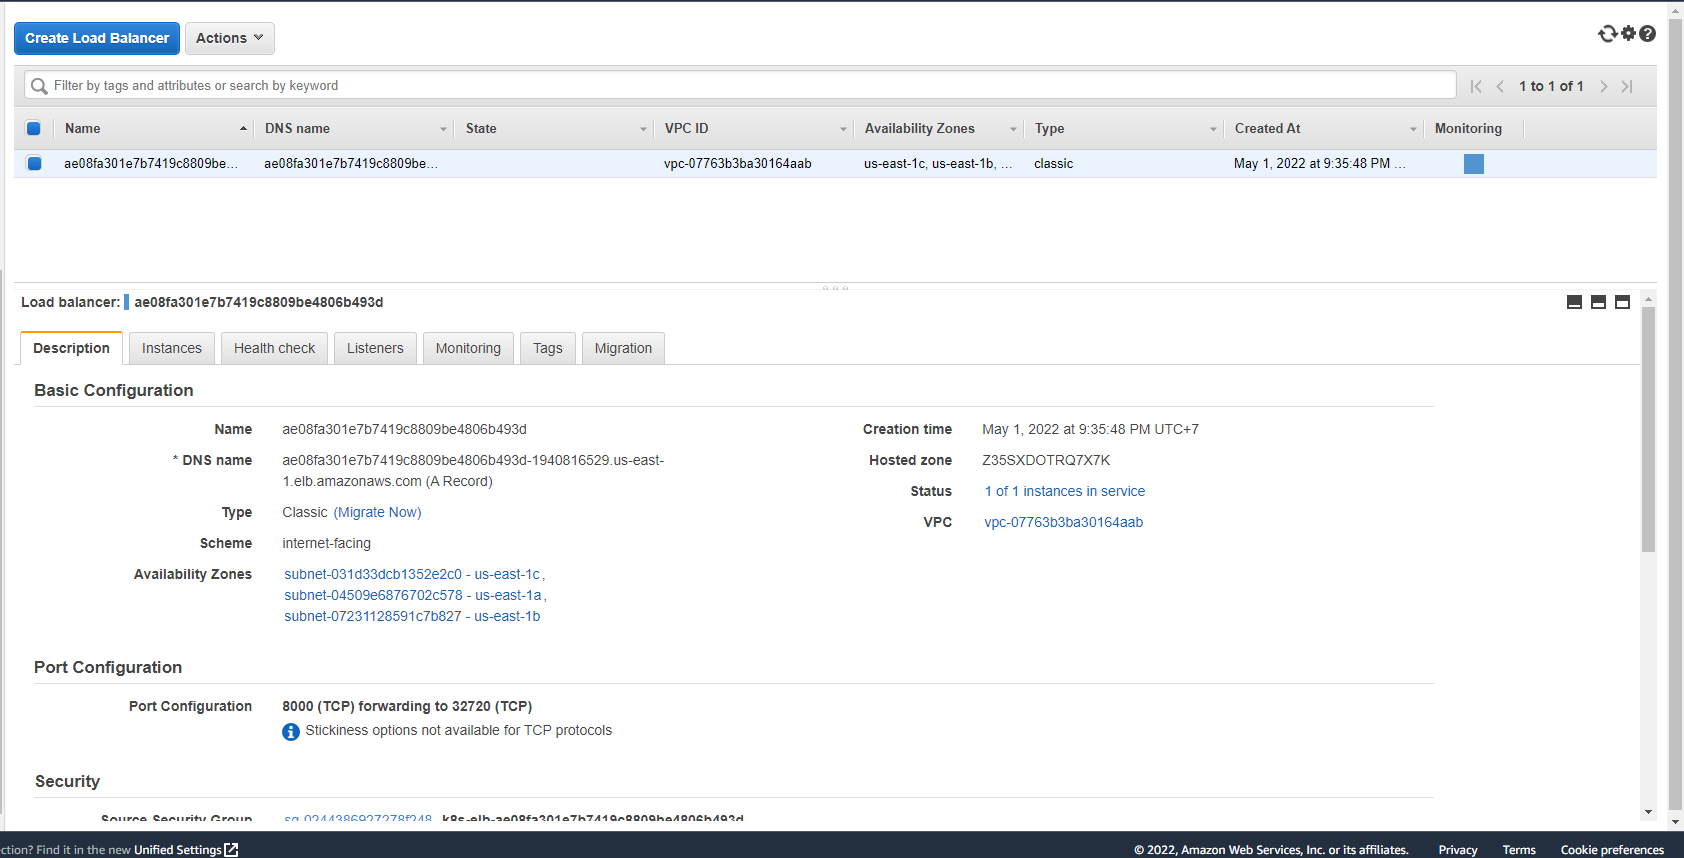 Create Load Balancer
Actions
Filter by tags and attributes or search by keyword
1 to 1 of 1
Name DNS name State VPC ID Availability Zones Type Created At Monitoring
ae08fa301e7b7419c8809be... ae08fa301e7b7419c8809be... vpc-07763b3ba30164aab us-east-1c, us-east-1b, ... classic May 1, 2022 at 9:35:48 PM ...
Load balancer: ae08fa301e7b7419c8809be4806b493d
Description Instances Health check Listeners Monitoring Tags Migration
Basic Configuration
Name ae08fa301e7b7419c8809be4806b493d
* DNS name ae08fa301e7b7419c8809be4806b493d-1940816529.us-east-
1.elb.amazonaws.com (A Record)
Type Classic (Migrate Now)
Scheme internet-facing
Availability Zones subnet-031d33dcb1352e2c0 - us-east-1c,
subnet-04509e6876702c578 - us-east-1a,
subnet-07231128591c7b827 - us-east-1b
Creation time May 1, 2022 at 9:35:48 PM UTC+7
Hosted zone Z35SXDOTRQ7X7K
Status 1 of 1 instances in service
VPC vpc-07763b3ba30164aab
Port Configuration
Port Configuration 8000 (TCP) forwarding to 32720 (TCP)
Stickiness options not available for TCP protocols
Security
Source Security Group sg-0244386927278f248, k8s-elb-ae08fa301e7b7419c8809be4806b493d
ction? Find it in the new Unified Settings
© 2022, Amazon Web Services, Inc. or its affiliates. Privacy Terms Cookie preferences